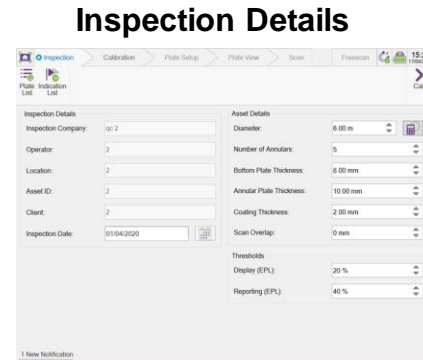 Inspection Details
Inspection
Calibration
Plate Setup
Plate View
Scan
Freescan
Plate List
Indication List
Inspection Details
Inspection Company: qc 2
Operator: 2
Location: 2
Asset ID: 2
Client: 2
Inspection Date: 01/04/2020
Asset Details
Diameter: 6.00 m
Number of Annulars: 5
Bottom Plate Thickness: 8.00 mm
Annular Plate Thickness: 10.00 mm
Coating Thickness: 2.00 mm
Scan Overlap: 0 mm
Thresholds
Display (EPL): 20 %
Reporting (EPL): 40 %
1 New Notification